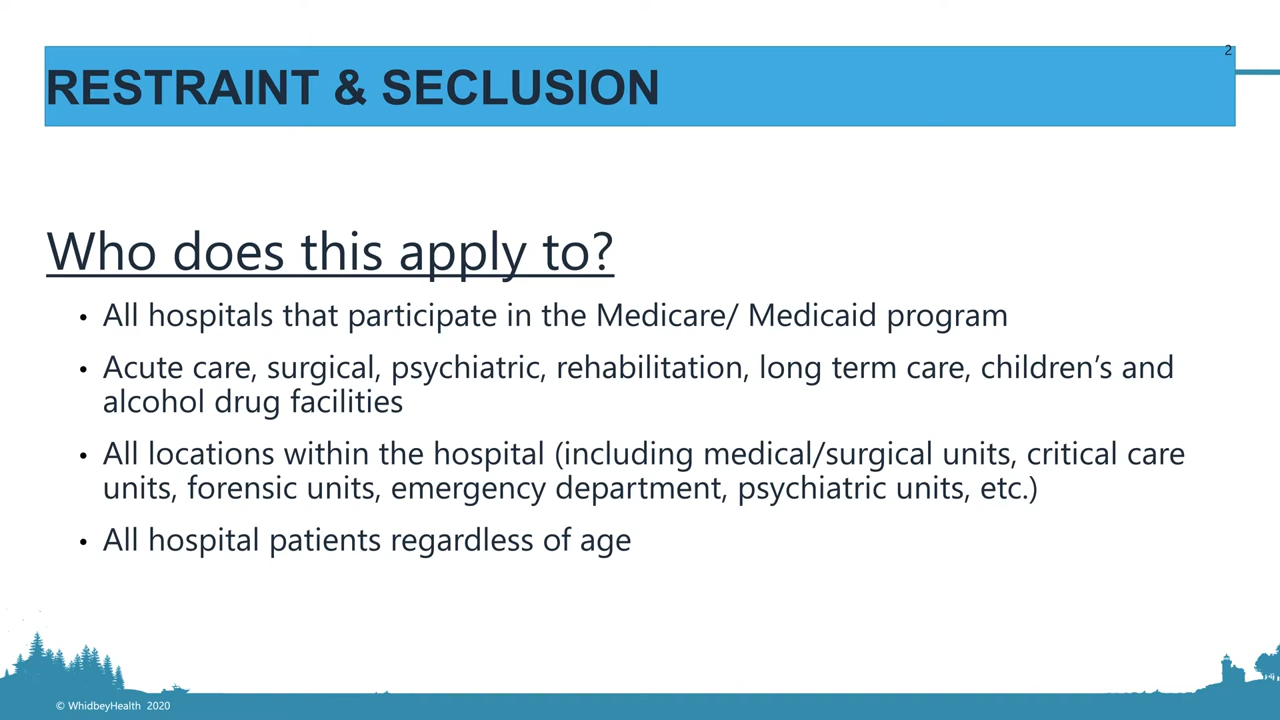 2
RESTRAINT & SECLUSION
Who does this apply to?
• All hospitals that participate in the Medicare/ Medicaid program
• Acute care, surgical, psychiatric, rehabilitation, long term care, children’s and
alcohol drug facilities
• All locations within the hospital (including medical/surgical units, critical care
units, forensic units, emergency department, psychiatric units, etc.)
• All hospital patients regardless of age
© WhidbeyHealth 2020